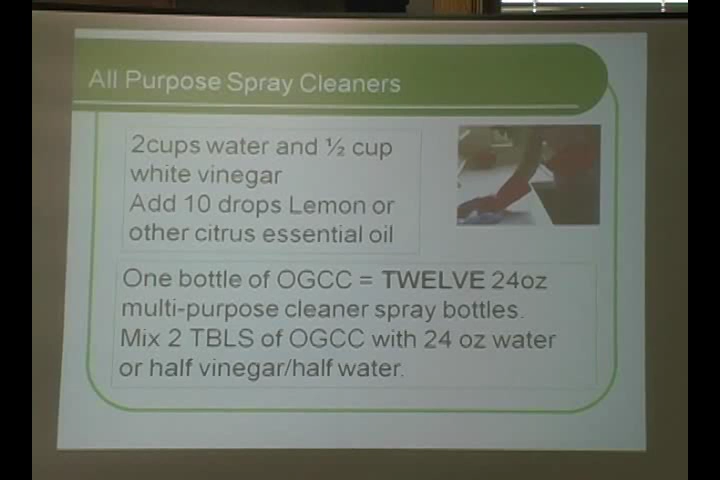 All Purpose Spray Cleaners
2cups water and ½ cup
white vinegar
Add 10 drops Lemon or
other citrus essential oil
One bottle of OGCC = TWELVE 24oz
multi-purpose cleaner spray bottles.
Mix 2 TBLS of OGCC with 24 oz water
or half vinegar/half water.